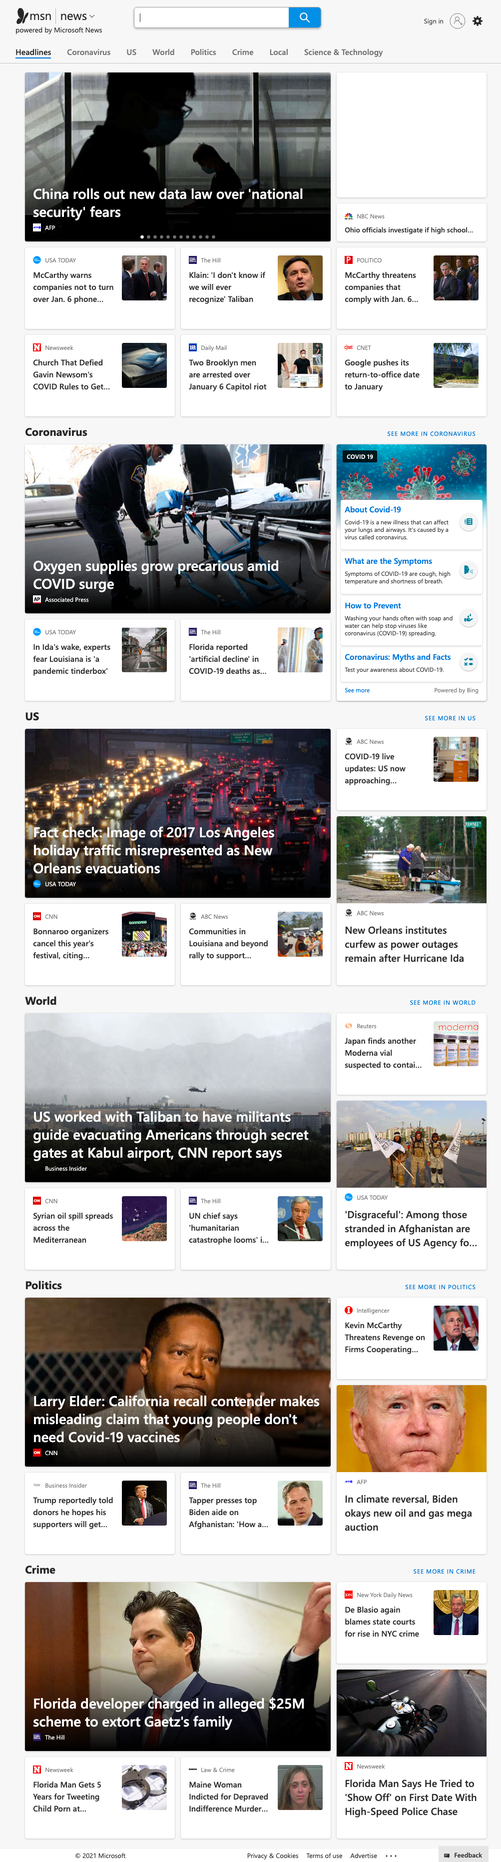 msn | news
powered by Microsoft News
Sign in
Headlines
Coronavirus
US
World
Politics
Crime
Local
Science & Technology
China rolls out new data law over 'national
security' fears
AFP
NBC News
Ohio officials investigate if high school...
USA TODAY
McCarthy warns
companies not to turn
over Jan. 6 phone...
The Hill
Klain: 'I don't know if
we will ever
recognize' Taliban
POLITICO
McCarthy threatens
companies that
comply with Jan. 6...
Newsweek
Church That Defied
Gavin Newsom's
COVID Rules to Get...
Daily Mail
Two Brooklyn men
are arrested over
January 6 Capitol riot
CNET
Google pushes its
return-to-office date
to January
Coronavirus
SEE MORE IN CORONAVIRUS
Oxygen supplies grow precarious amid
COVID surge
AP Associated Press
COVID 19
About Covid-19
Covid-19 is a new illness that can affect
your lungs and airways. It's caused by a
virus called coronavirus.
What are the Symptoms
Symptoms of COVID-19 are cough, high
temperature and shortness of breath.
How to Prevent
Washing your hands often with soap and
water can help stop viruses like
coronavirus (COVID-19) spreading.
Coronavirus: Myths and Facts
Test your awareness about COVID-19.
See more
Powered by Bing
USA TODAY
In Ida's wake, experts
fear Louisiana is 'a
pandemic tinderbox'
The Hill
Florida reported
'artificial decline' in
COVID-19 deaths as...
US
SEE MORE IN US
Fact check: Image of 2017 Los Angeles
holiday traffic misrepresented as New
Orleans evacuations
USA TODAY
ABC News
COVID-19 live
updates: US now
approaching...
CNN
Bonnaroo organizers
cancel this year's
festival, citing...
ABC News
Communities in
Louisiana and beyond
rally to support...
ABC News
New Orleans institutes
curfew as power outages
remain after Hurricane Ida
World
SEE MORE IN WORLD
US worked with Taliban to have militants
guide evacuating Americans through secret
gates at Kabul airport, CNN report says
Business Insider
Reuters
Japan finds another
Moderna vial
suspected to contai...
moderna
CNN
Syrian oil spill spreads
across the
Mediterranean
The Hill
UN chief says
'humanitarian
catastrophe looms' i...
USA TODAY
'Disgraceful': Among those
stranded in Afghanistan are
employees of US Agency fo...
Politics
SEE MORE IN POLITICS
Larry Elder: California recall contender makes
misleading claim that young people don't
need Covid-19 vaccines
CNN
Intelligencer
Kevin McCarthy
Threatens Revenge on
Firms Cooperating...
Business Insider
Trump reportedly told
donors he hopes his
supporters will get...
The Hill
Tapper presses top
Biden aide on
Afghanistan: 'How a...
AFP
In climate reversal, Biden
okays new oil and gas mega
auction
Crime
SEE MORE IN CRIME
Florida developer charged in alleged $25M
scheme to extort Gaetz's family
The Hill
New York Daily News
De Blasio again
blames state courts
for rise in NYC crime
Newsweek
Florida Man Gets 5
Years for Tweeting
Child Porn at...
Law & Crime
Maine Woman
Indicted for Depraved
Indifference Murder...
Newsweek
Florida Man Says He Tried to
'Show Off' on First Date With
High-Speed Police Chase
© 2021 Microsoft
Privacy & Cookies
Terms of use
Advertise
...
Feedback